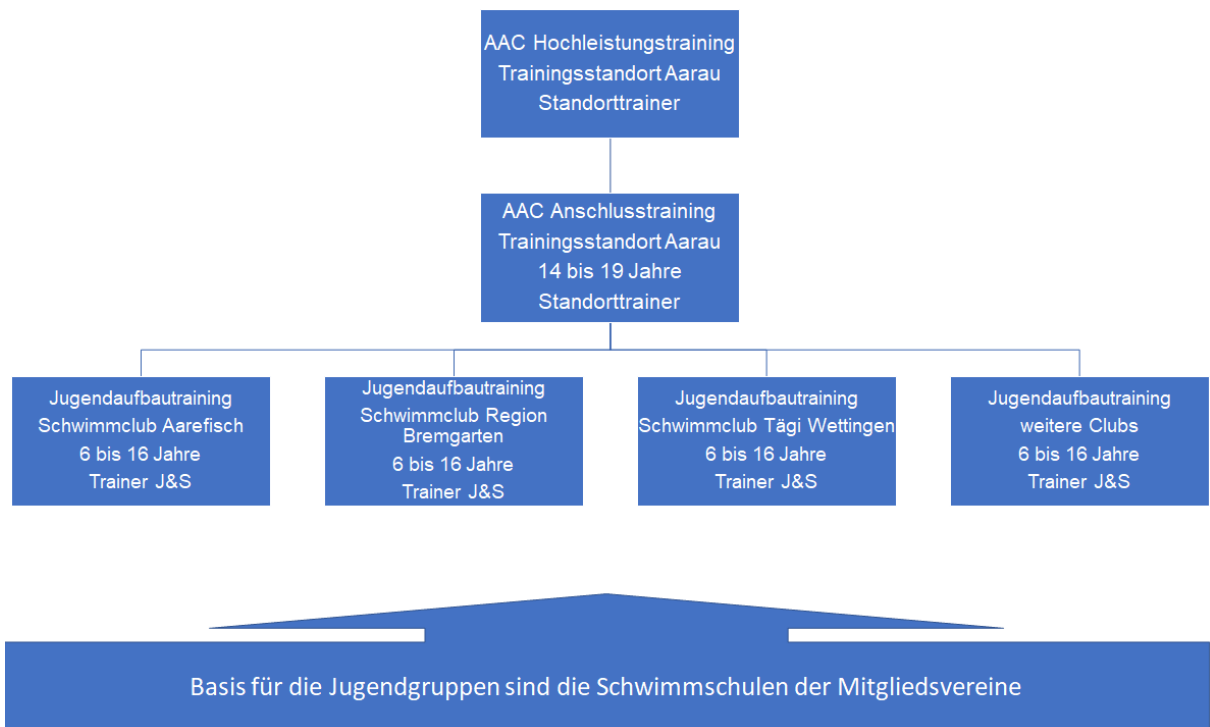 AAC Hochleistungstraining
Trainingsstandort Aarau
Standorttrainer
AAC Anschlusstraining
Trainingsstandort Aarau
14 bis 19 Jahre
Standorttrainer
Jugendaufbautraining
Schwimmclub Aarefisch
6 bis 16 Jahre
Trainer J&S
Jugendaufbautraining
Schwimmclub Region
Bremgarten
6 bis 16 Jahre
Trainer J&S
Jugendaufbautraining
Schwimmclub Tägi Wettingen
6 bis 16 Jahre
Trainer J&S
Jugendaufbautraining
weitere Clubs
6 bis 16 Jahre
Trainer J&S
Basis für die Jugendgruppen sind die Schwimmschulen der Mitgliedsvereine